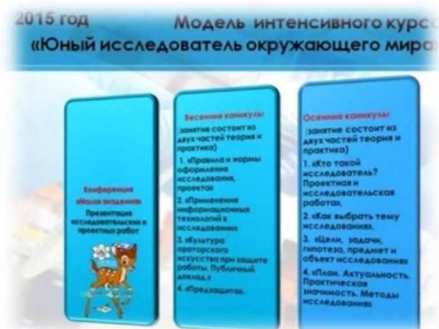 2015 год
Модель интенсивного курса
«Юный исследователь окружающего мира
Конференция
«Малая академия»
Презентация
исследовательских и
проектных работ
Весенние каникулы
(занятие состоит из
двух частей теория и
практика)
1. «Правила и нормы
оформления
исследования,
проекта»
2. «Применение
информационных
технологий в
исследовании»
3. «Культура
ораторского
искусства при защите
работы. Публичный
доклад.»
4. «Предзащита».
Осенние каникулы
(занятие состоит из
двух частей теория и
практика)
1. «Кто такой
исследователь?
Проектная и
исследовательская
работа»,
2. «Как выбрать тему
исследования»,
3. «Цели, задачи,
гипотеза, предмет и
объект исследования»
4. «План. Актуальность.
Практическая
значимость. Методы
исследования»